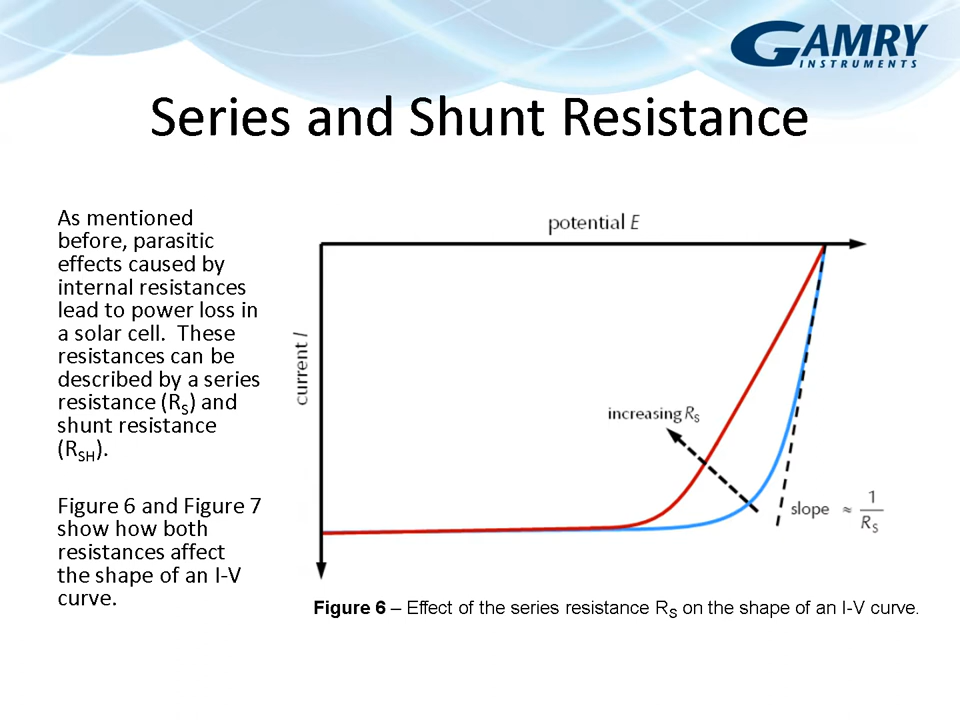 GAMRY
INSTRUMENTS
Series and Shunt Resistance
As mentioned
before, parasitic
effects caused by
internal resistances
lead to power loss in
a solar cell.  These
resistances can be
described by a series
resistance (RS) and
shunt resistance
(RSH).
Figure 6 and Figure 7
show how both
resistances affect
the shape of an I-V
curve.
potential E
current I
increasing RS
slope ≈ 1/RS
Figure 6 – Effect of the series resistance RS on the shape of an I-V curve.